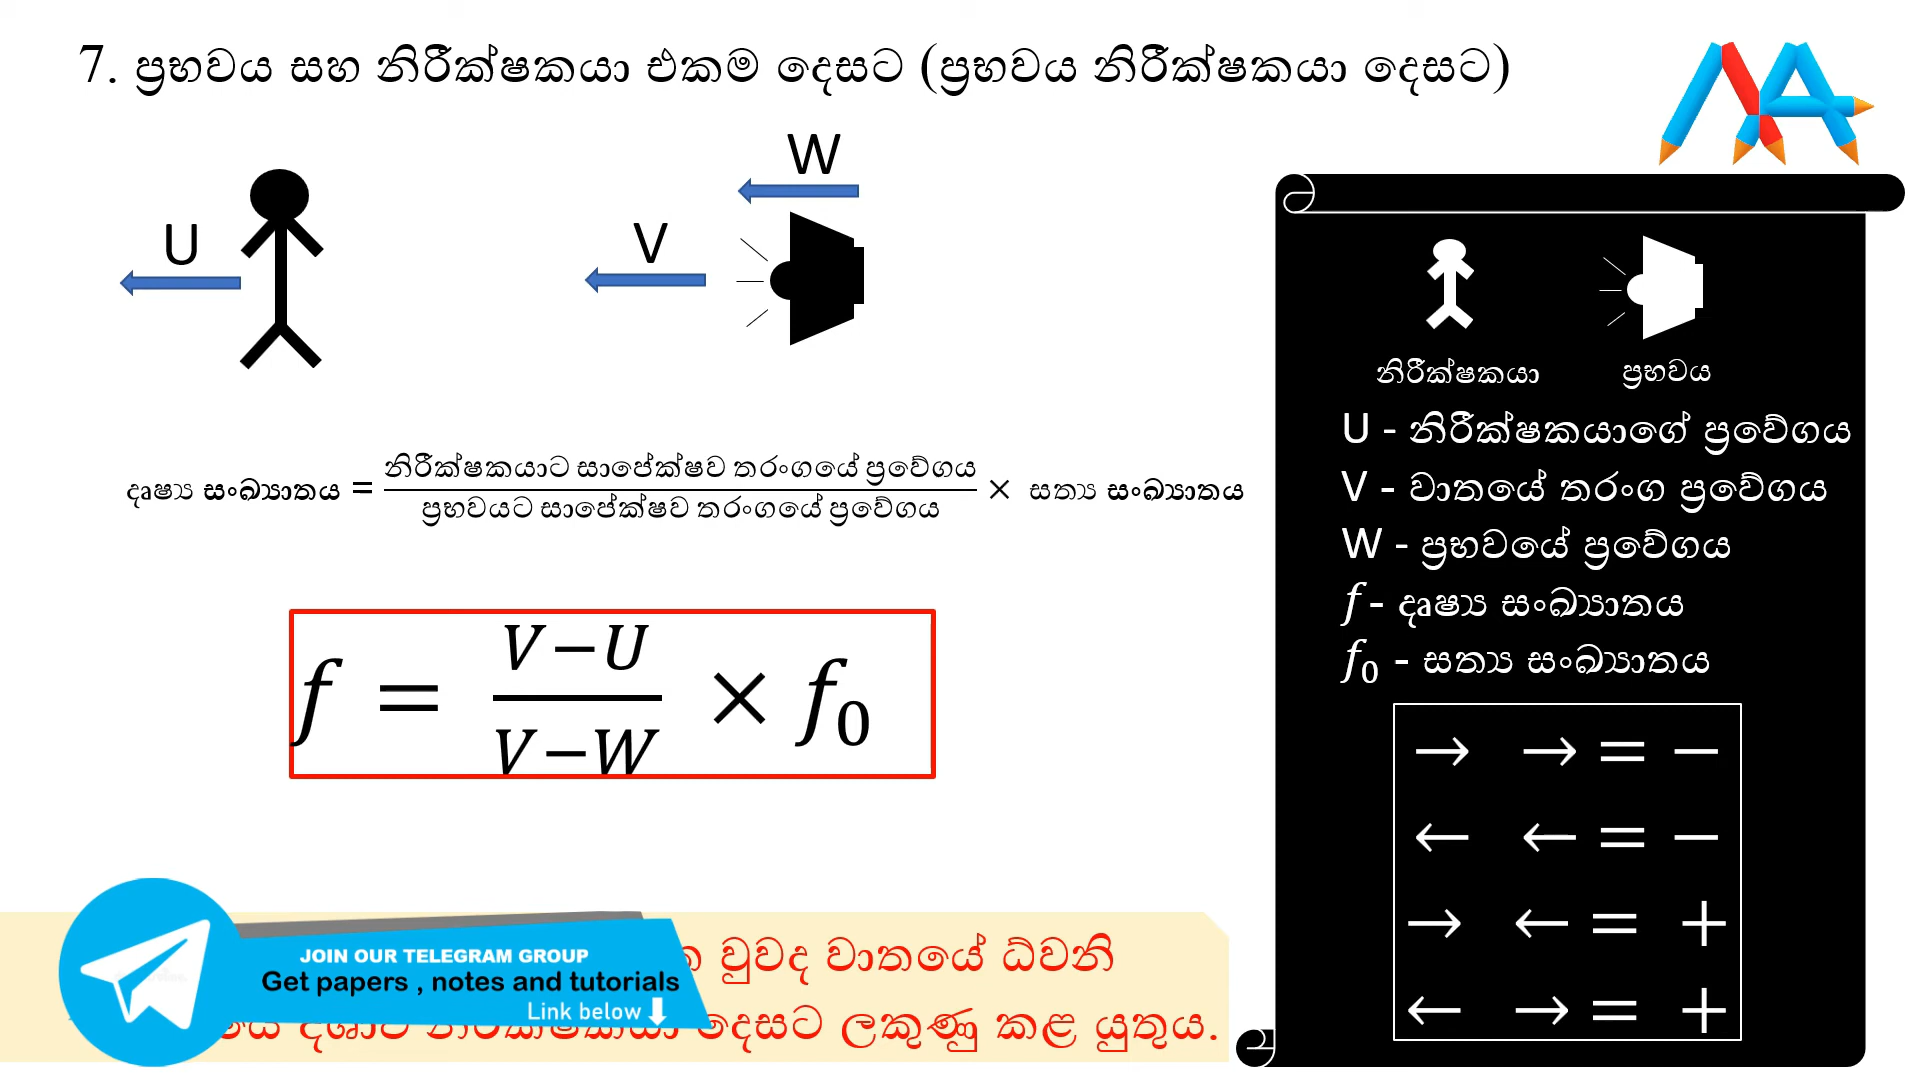 7. ප්‍රභවය සහ නිරීක්ෂකයා එකම දෙසට (ප්‍රභවය නිරීක්ෂකයා දෙසට)
W
U
V
දෘෂ්‍ය සංඛ්‍යාතය = නිරීක්ෂකයාට සාපේක්ෂව තරංගයේ ප්‍රවේගය / ප්‍රභවයට සාපේක්ෂව තරංගයේ ප්‍රවේගය × සත්‍ය සංඛ්‍යාතය
f = V−U / V−W × f₀
නිරීක්ෂකයා ප්‍රභවය
U - නිරීක්ෂකයාගේ ප්‍රවේගය
V - වාතයේ තරංග ප්‍රවේගය
W - ප්‍රභවයේ ප්‍රවේගය
f - දෘෂ්‍ය සංඛ්‍යාතය
f₀ - සත්‍ය සංඛ්‍යාතය
→ → = −
← ← = −
→ ← = +
← → = +
වුවද වාතයේ ධ්වනි
දෙසට ලකුණු කළ යුතුය.
JOIN OUR TELEGRAM GROUP
Get papers , notes and tutorials
Link below